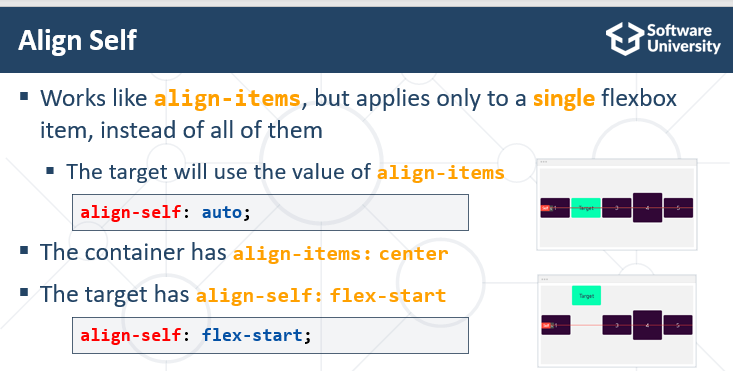 Align Self
Software
University
Works like align-items, but applies only to a single flexbox
item, instead of all of them
The target will use the value of align-items
align-self: auto;
Target
3
4
5
The container has align-items: center
The target has align-self: flex-start
align-self: flex-start;
Target
3
4
5